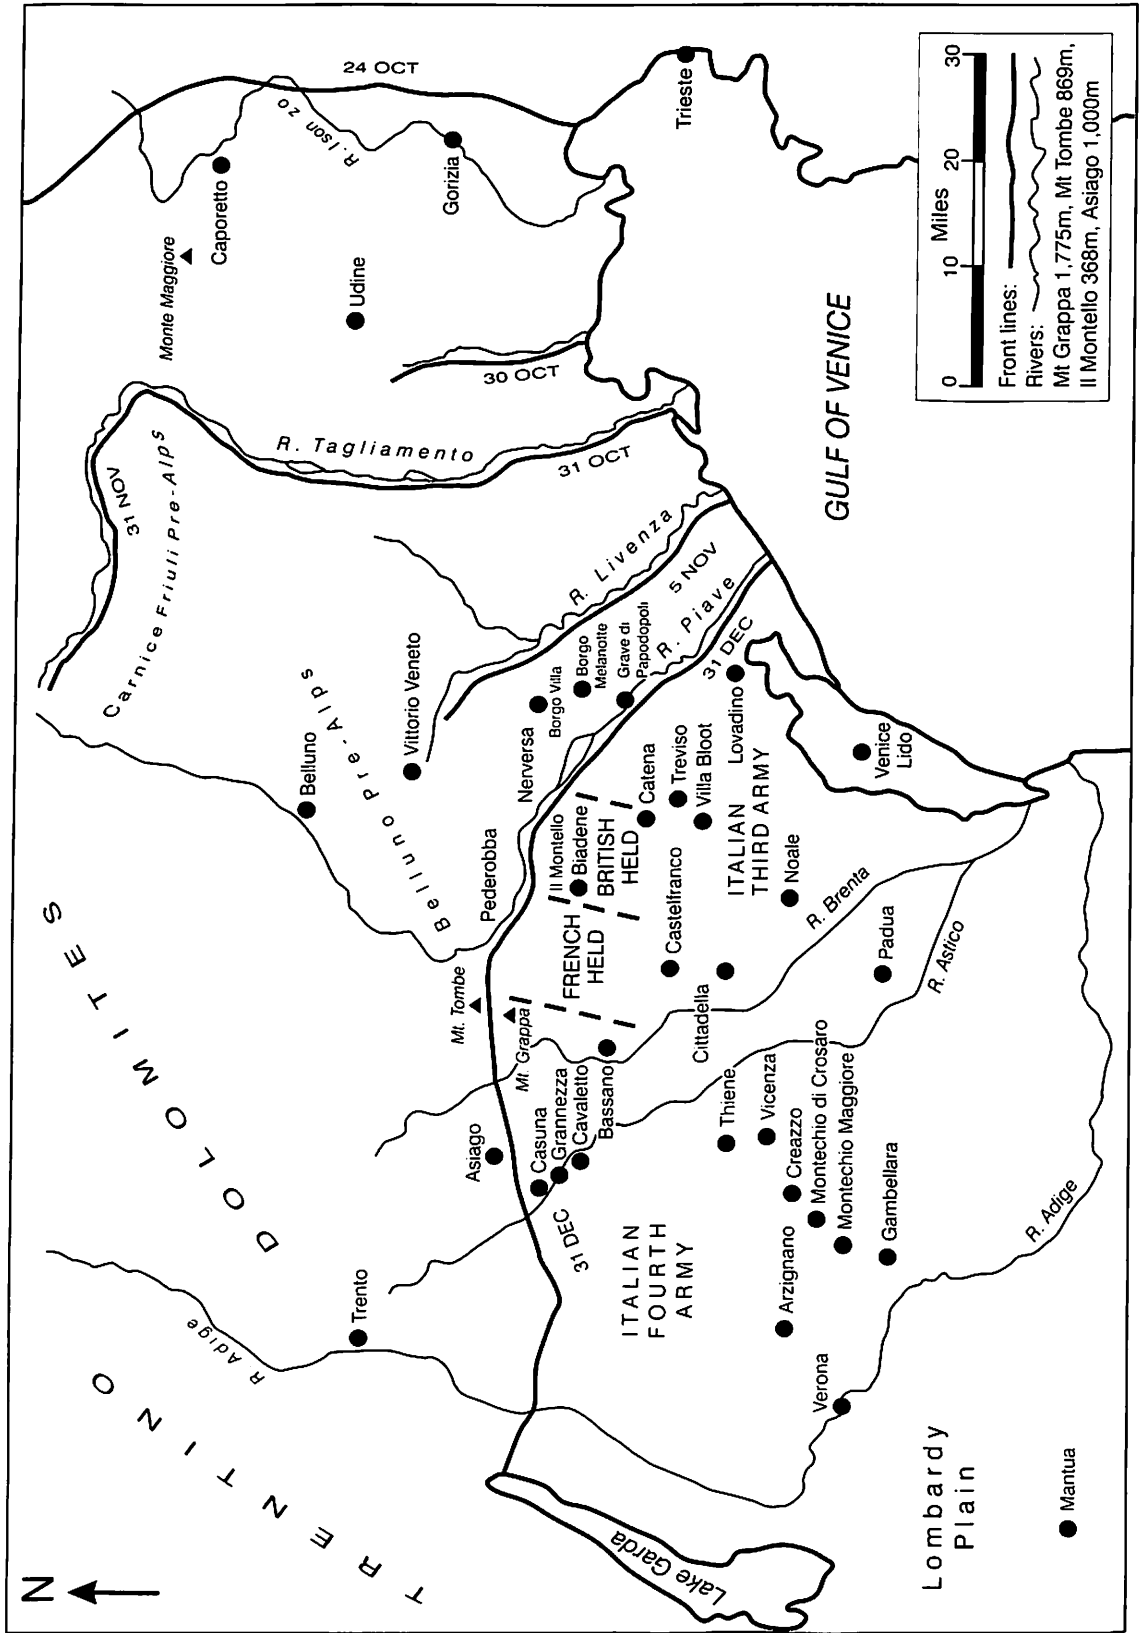 N
TRENTINO
DOLOMITES
R Adige
Trento
Belluno
Belluno Pre-Alps
Carnice Friuli Pre-Alps
31 NOV
Vittorio Veneto
Monte Maggiore
Caporetto
24 OCT
R. Isonzo
Udine
Gorizia
30 OCT
R. Tagliamento
31 OCT
Trieste
R. Livenza
5 NOV
R. Piave
31 DEC
Asiago
Mt. Tombe
Mt. Grappa
Pederobba
Nerversa
Borgo Villa
Borgo
Melanotte
Grave di
Papodopoli
Casuna
Grannezza
Cavaletto
Bassano
31 DEC
FRENCH
HELD
Il Montello
Biadene
BRITISH
HELD
Catena
Treviso
Villa Bloot
Lovadino
ITALIAN
THIRD ARMY
Castelfranco
Cittadella
Noale
ITALIAN
FOURTH
ARMY
Thiene
Vicenza
Creazzo
Montechio di Crosaro
Montechio Maggiore
Arzignano
Gambellara
Verona
Padua
R. Brenta
R. Astico
R. Adige
Venice
Lido
GULF OF VENICE
Lake Garda
Lombardy
Plain
Mantua
0 10 20 30
Miles
Front lines:
Rivers:
Mt Grappa 1,775m, Mt Tombe 869m,
Il Montello 368m, Asiago 1,000m